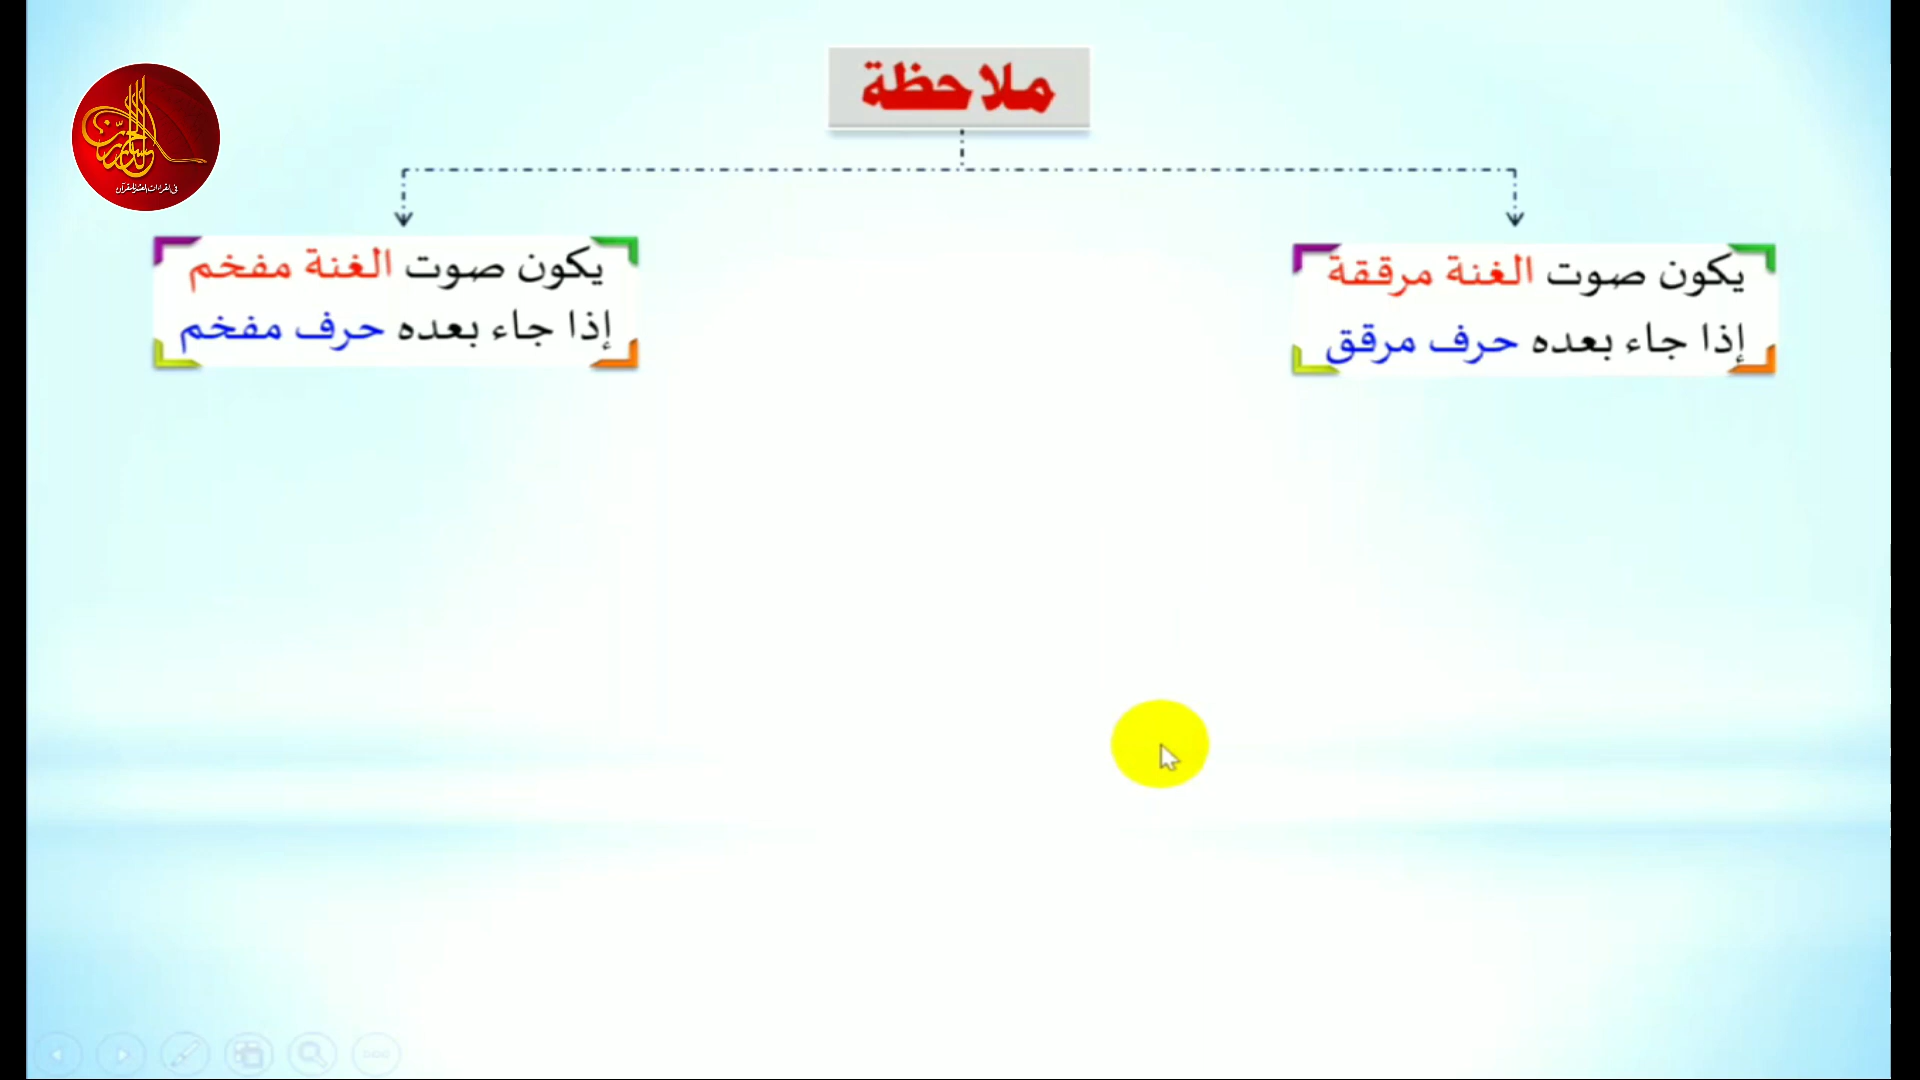 ملاحظة
يكون صوت الغنة مرققة
إذا جاء بعده حرف مرقق
يكون صوت الغنة مفخم
إذا جاء بعده حرف مفخم